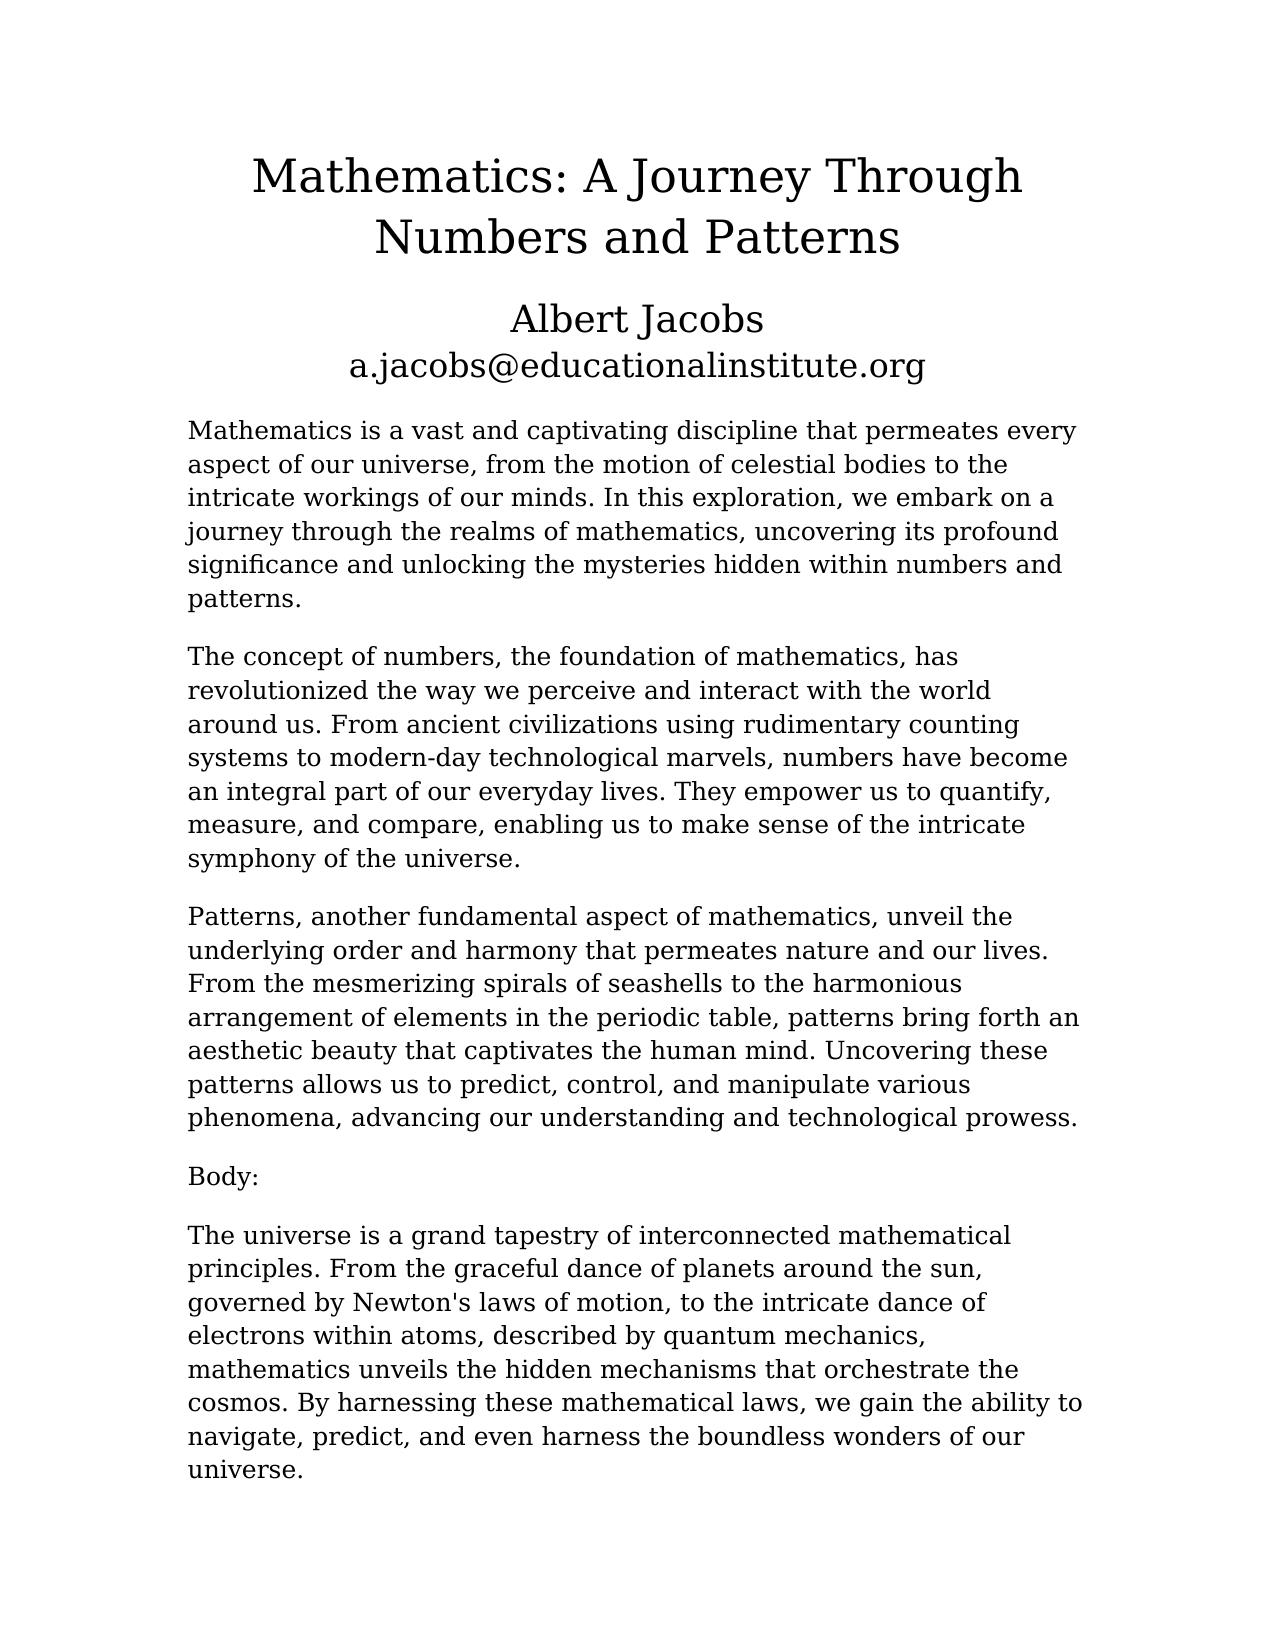 Mathematics: A Journey Through
Numbers and Patterns
Albert Jacobs
a.jacobs@educationalinstitute.org
Mathematics is a vast and captivating discipline that permeates every
aspect of our universe, from the motion of celestial bodies to the
intricate workings of our minds. In this exploration, we embark on a
journey through the realms of mathematics, uncovering its profound
significance and unlocking the mysteries hidden within numbers and
patterns.
The concept of numbers, the foundation of mathematics, has
revolutionized the way we perceive and interact with the world
around us. From ancient civilizations using rudimentary counting
systems to modern-day technological marvels, numbers have become
an integral part of our everyday lives. They empower us to quantify,
measure, and compare, enabling us to make sense of the intricate
symphony of the universe.
Patterns, another fundamental aspect of mathematics, unveil the
underlying order and harmony that permeates nature and our lives.
From the mesmerizing spirals of seashells to the harmonious
arrangement of elements in the periodic table, patterns bring forth an
aesthetic beauty that captivates the human mind. Uncovering these
patterns allows us to predict, control, and manipulate various
phenomena, advancing our understanding and technological prowess.
Body:
The universe is a grand tapestry of interconnected mathematical
principles. From the graceful dance of planets around the sun,
governed by Newton's laws of motion, to the intricate dance of
electrons within atoms, described by quantum mechanics,
mathematics unveils the hidden mechanisms that orchestrate the
cosmos. By harnessing these mathematical laws, we gain the ability to
navigate, predict, and even harness the boundless wonders of our
universe.